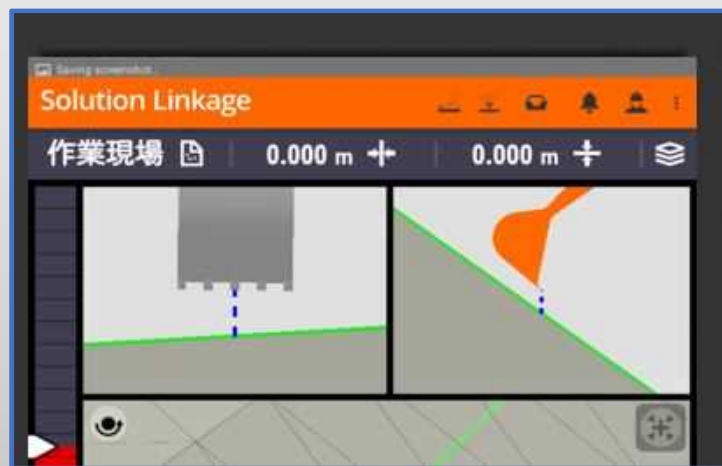 Saving screenshot...
Solution Linkage
作業現場 0.000 m 0.000 m